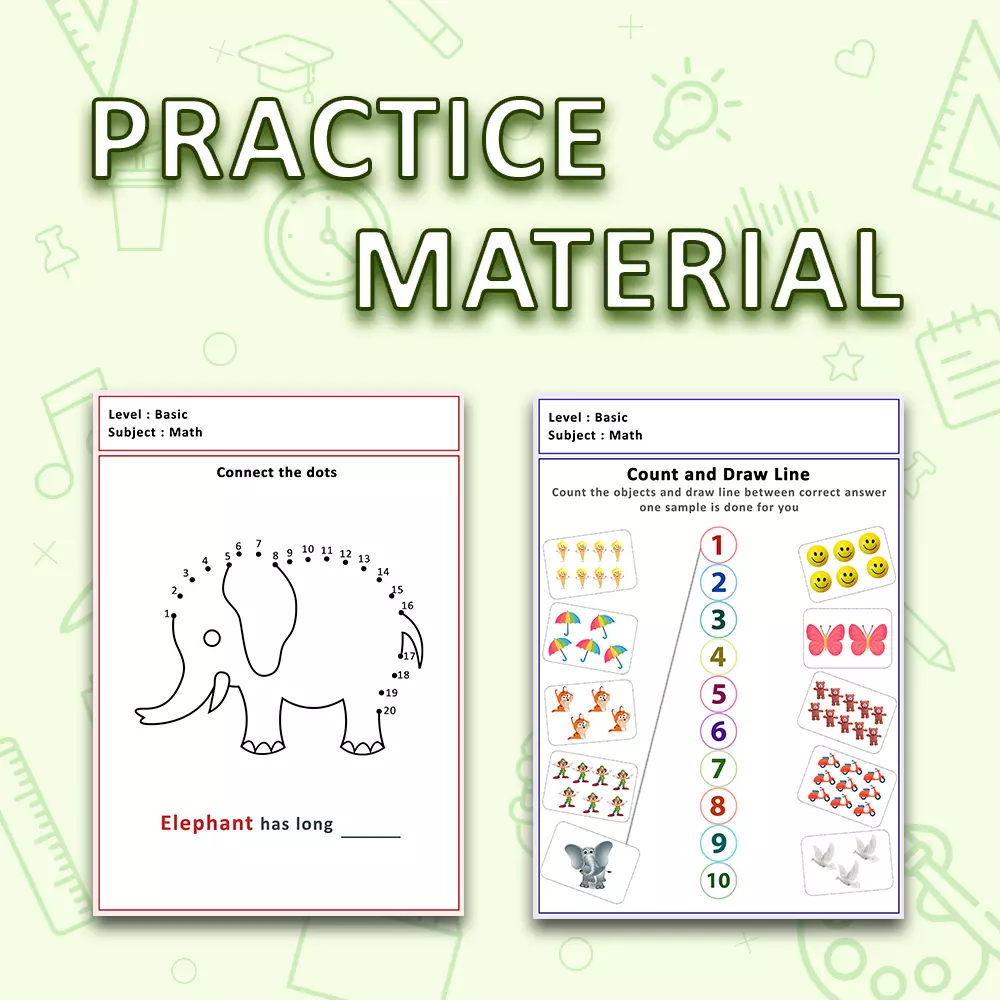 PRACTICE
MATERIAL
Level : Basic
Subject : Math
Connect the dots
1
2
3
4
5
6
7
8
9
10
11
12
13
14
15
16
17
18
19
20
Elephant has long ______
Level : Basic
Subject : Math
Count and Draw Line
Count the objects and draw line between correct answer
one sample is done for you
1
2
3
4
5
6
7
8
9
10